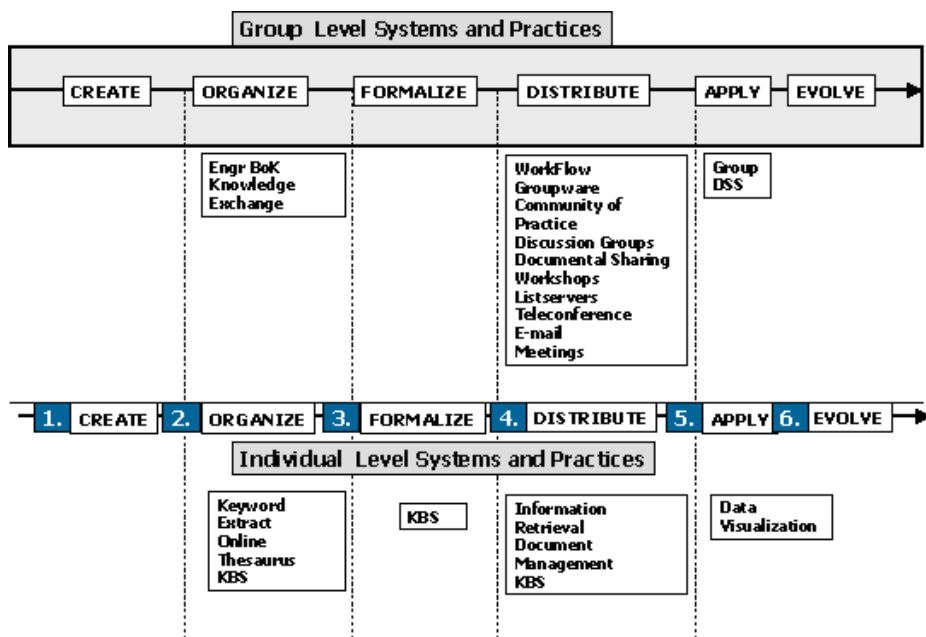 Group Level Systems and Practices
CREATE ORGANIZE FORMALIZE DISTRIBUTE APPLY EVOLVE
Engr BoK
Knowledge
Exchange
WorkFlow
Groupware
Community of
Practice
Discussion Groups
Documental Sharing
Workshops
Listservers
Teleconference
E-mail
Meetings
Group
DSS
1. CREATE 2. ORGANIZE 3. FORMALIZE 4. DISTRIBUTE 5. APPLY 6. EVOLVE
Individual Level Systems and Practices
Keyword
Extract
Online
Thesaurus
KBS
KBS
Information
Retrieval
Document
Management
KBS
Data
Visualization